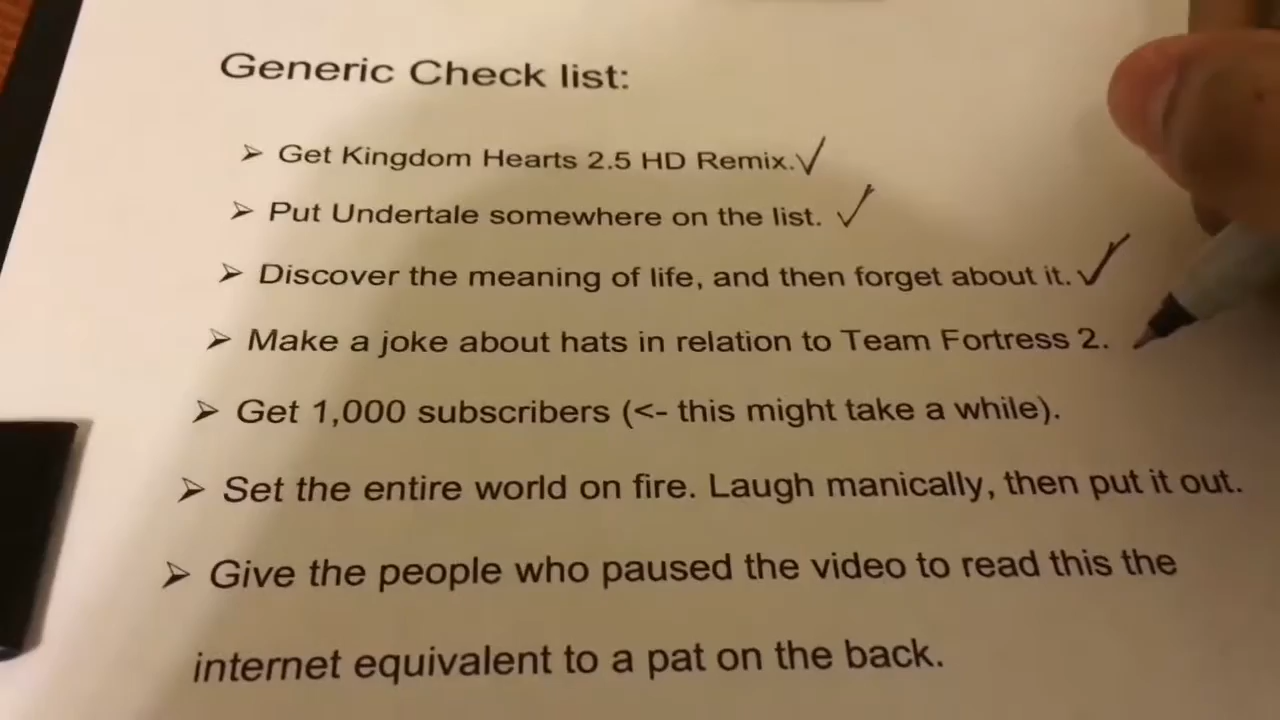 Generic Check list:
➢ Get Kingdom Hearts 2.5 HD Remix.✓
➢ Put Undertale somewhere on the list. ✓
➢ Discover the meaning of life, and then forget about it.✓
➢ Make a joke about hats in relation to Team Fortress 2.
➢ Get 1,000 subscribers (<- this might take a while).
➢ Set the entire world on fire. Laugh manically, then put it out.
➢ Give the people who paused the video to read this the
internet equivalent to a pat on the back.